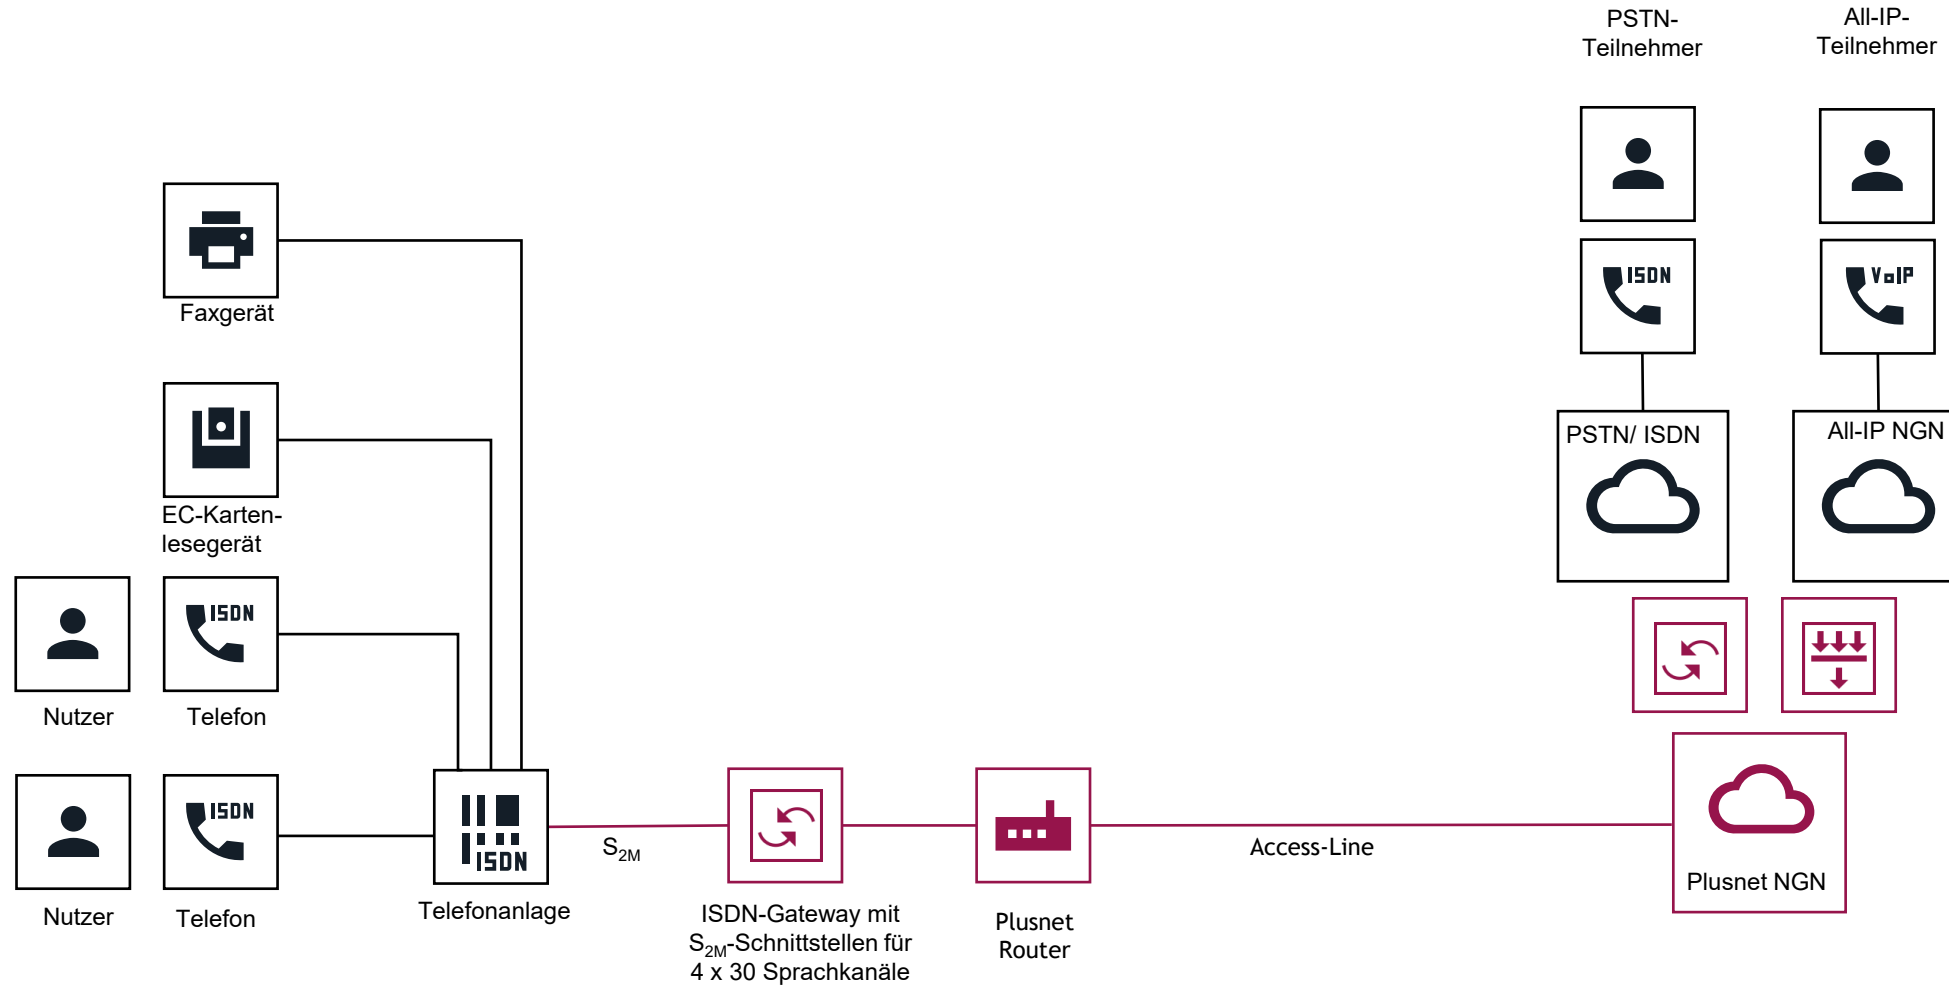 PSTN-
Teilnehmer
All-IP-
Teilnehmer
ISDN
VoIP
Faxgerät
PSTN/ ISDN
All-IP NGN
EC-Karten-
lesegerät
ISDN
Nutzer
Telefon
ISDN
ISDN
S2M
Access-Line
Plusnet NGN
Nutzer
Telefon
Telefonanlage
ISDN-Gateway mit
S2M-Schnittstellen für
4 x 30 Sprachkanäle
Plusnet
Router